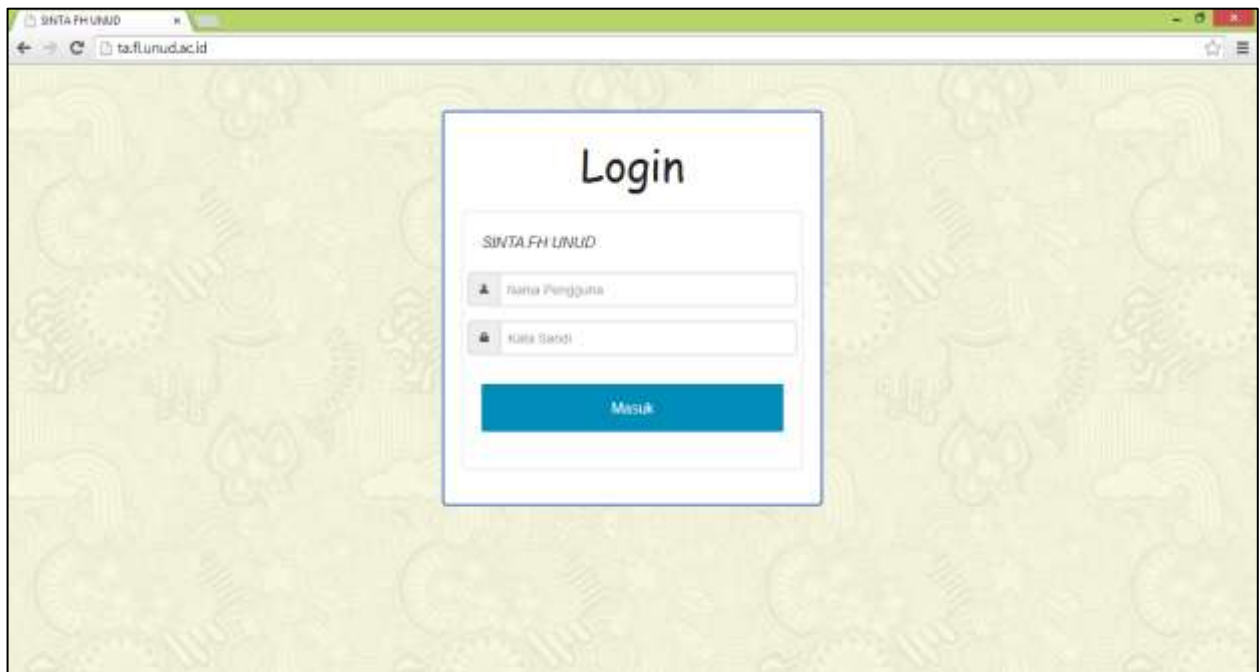 SINTA FH UNUD
ta.fl.unud.ac.id
Login
SINTA FH UNUD
Nama Pengguna
Kata Sandi
Masuk